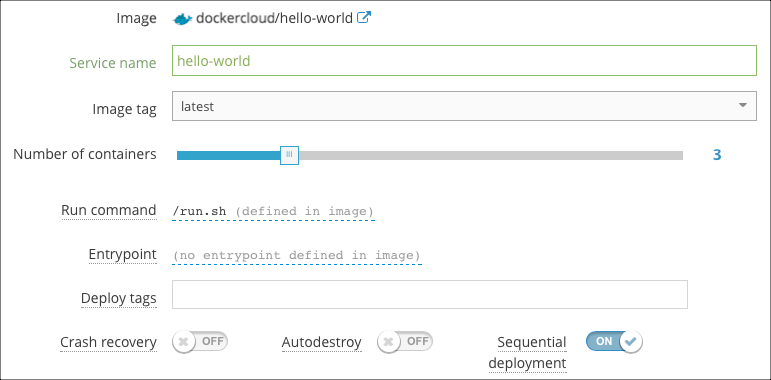 Image dockercloud/hello-world
Service name hello-world
Image tag latest
Number of containers 3
Run command /run.sh (defined in image)
Entrypoint (no entrypoint defined in image)
Deploy tags
Crash recovery OFF Autodestroy OFF Sequential ON
deployment